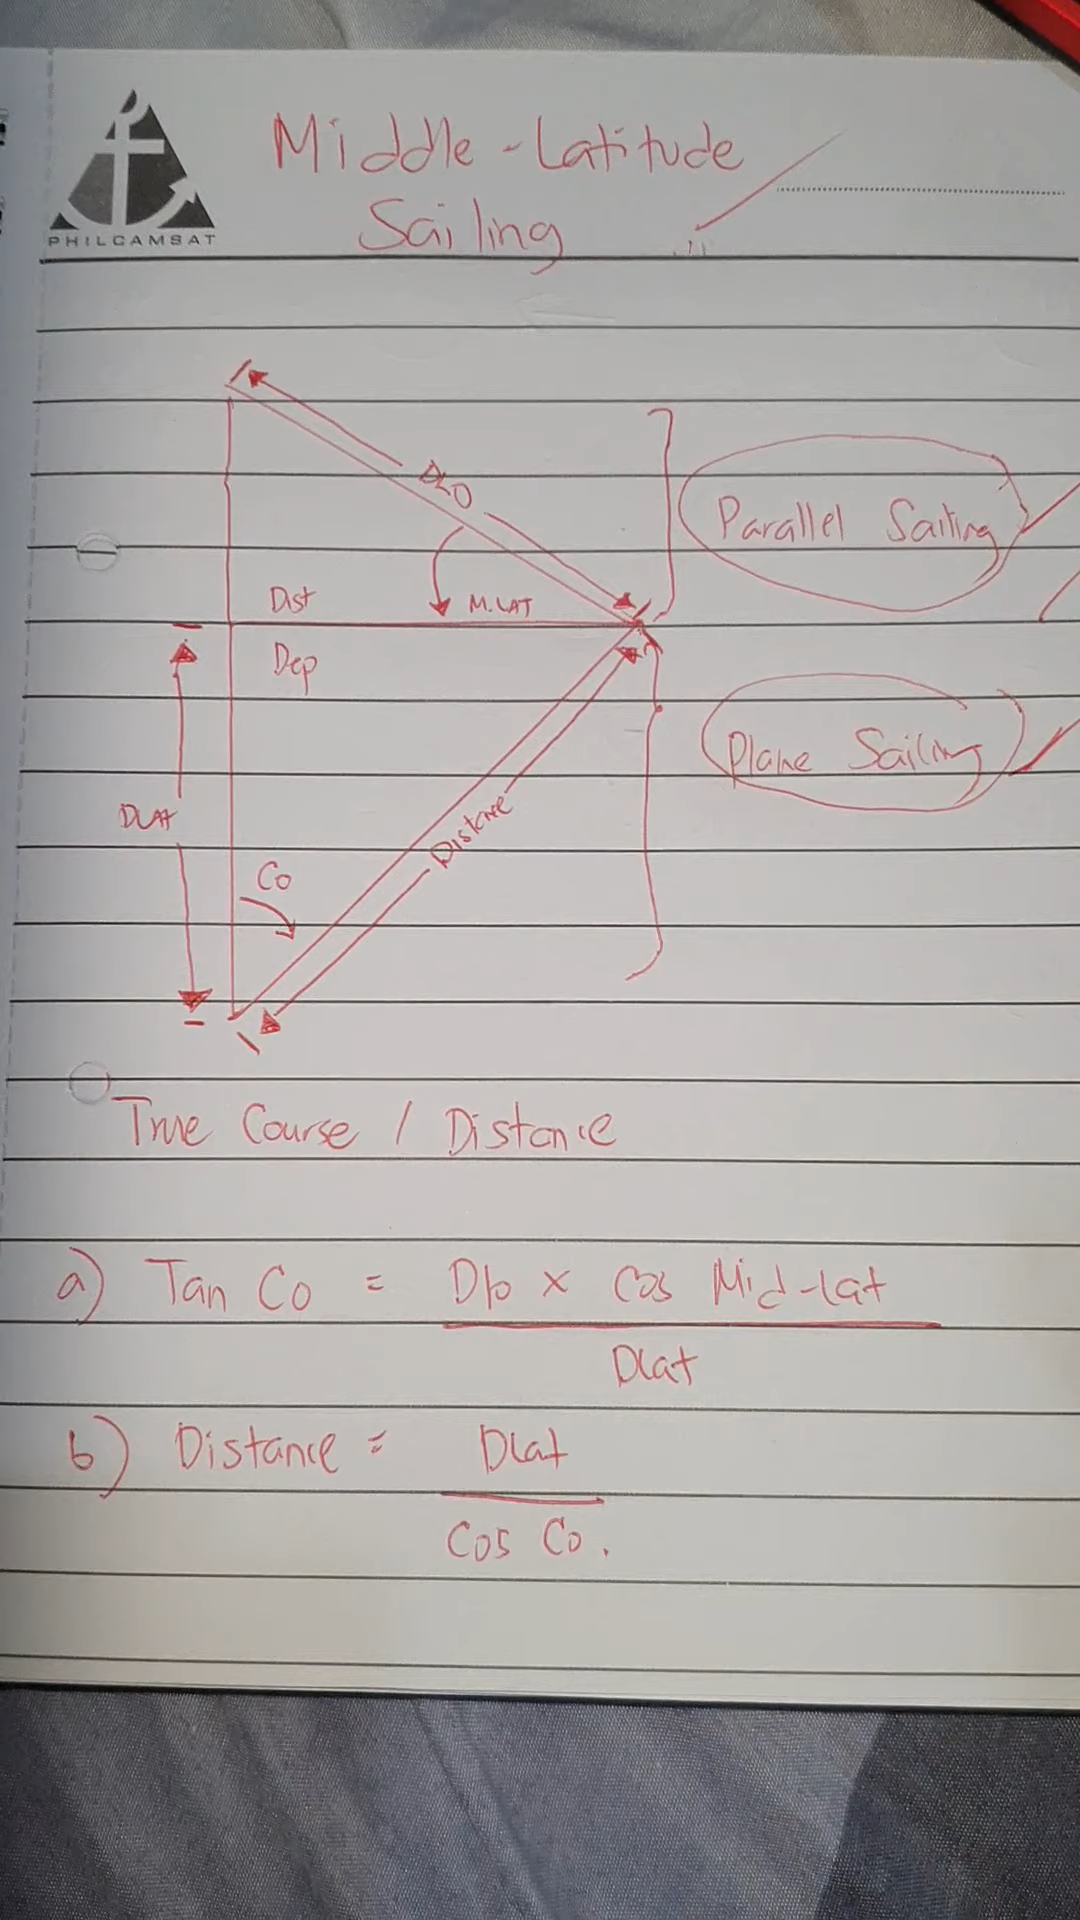 PHILCAMSAT
Middle-Latitude
Sailing
DLO
Parallel Sailing
Dist
M.LAT
Dep
Plane Sailing
DLAT
Distance
Co
True Course / Distance
a) Tan Co = Dlo x Cos Mid-lat
Dlat
b) Distance = Dlat
Cos Co.